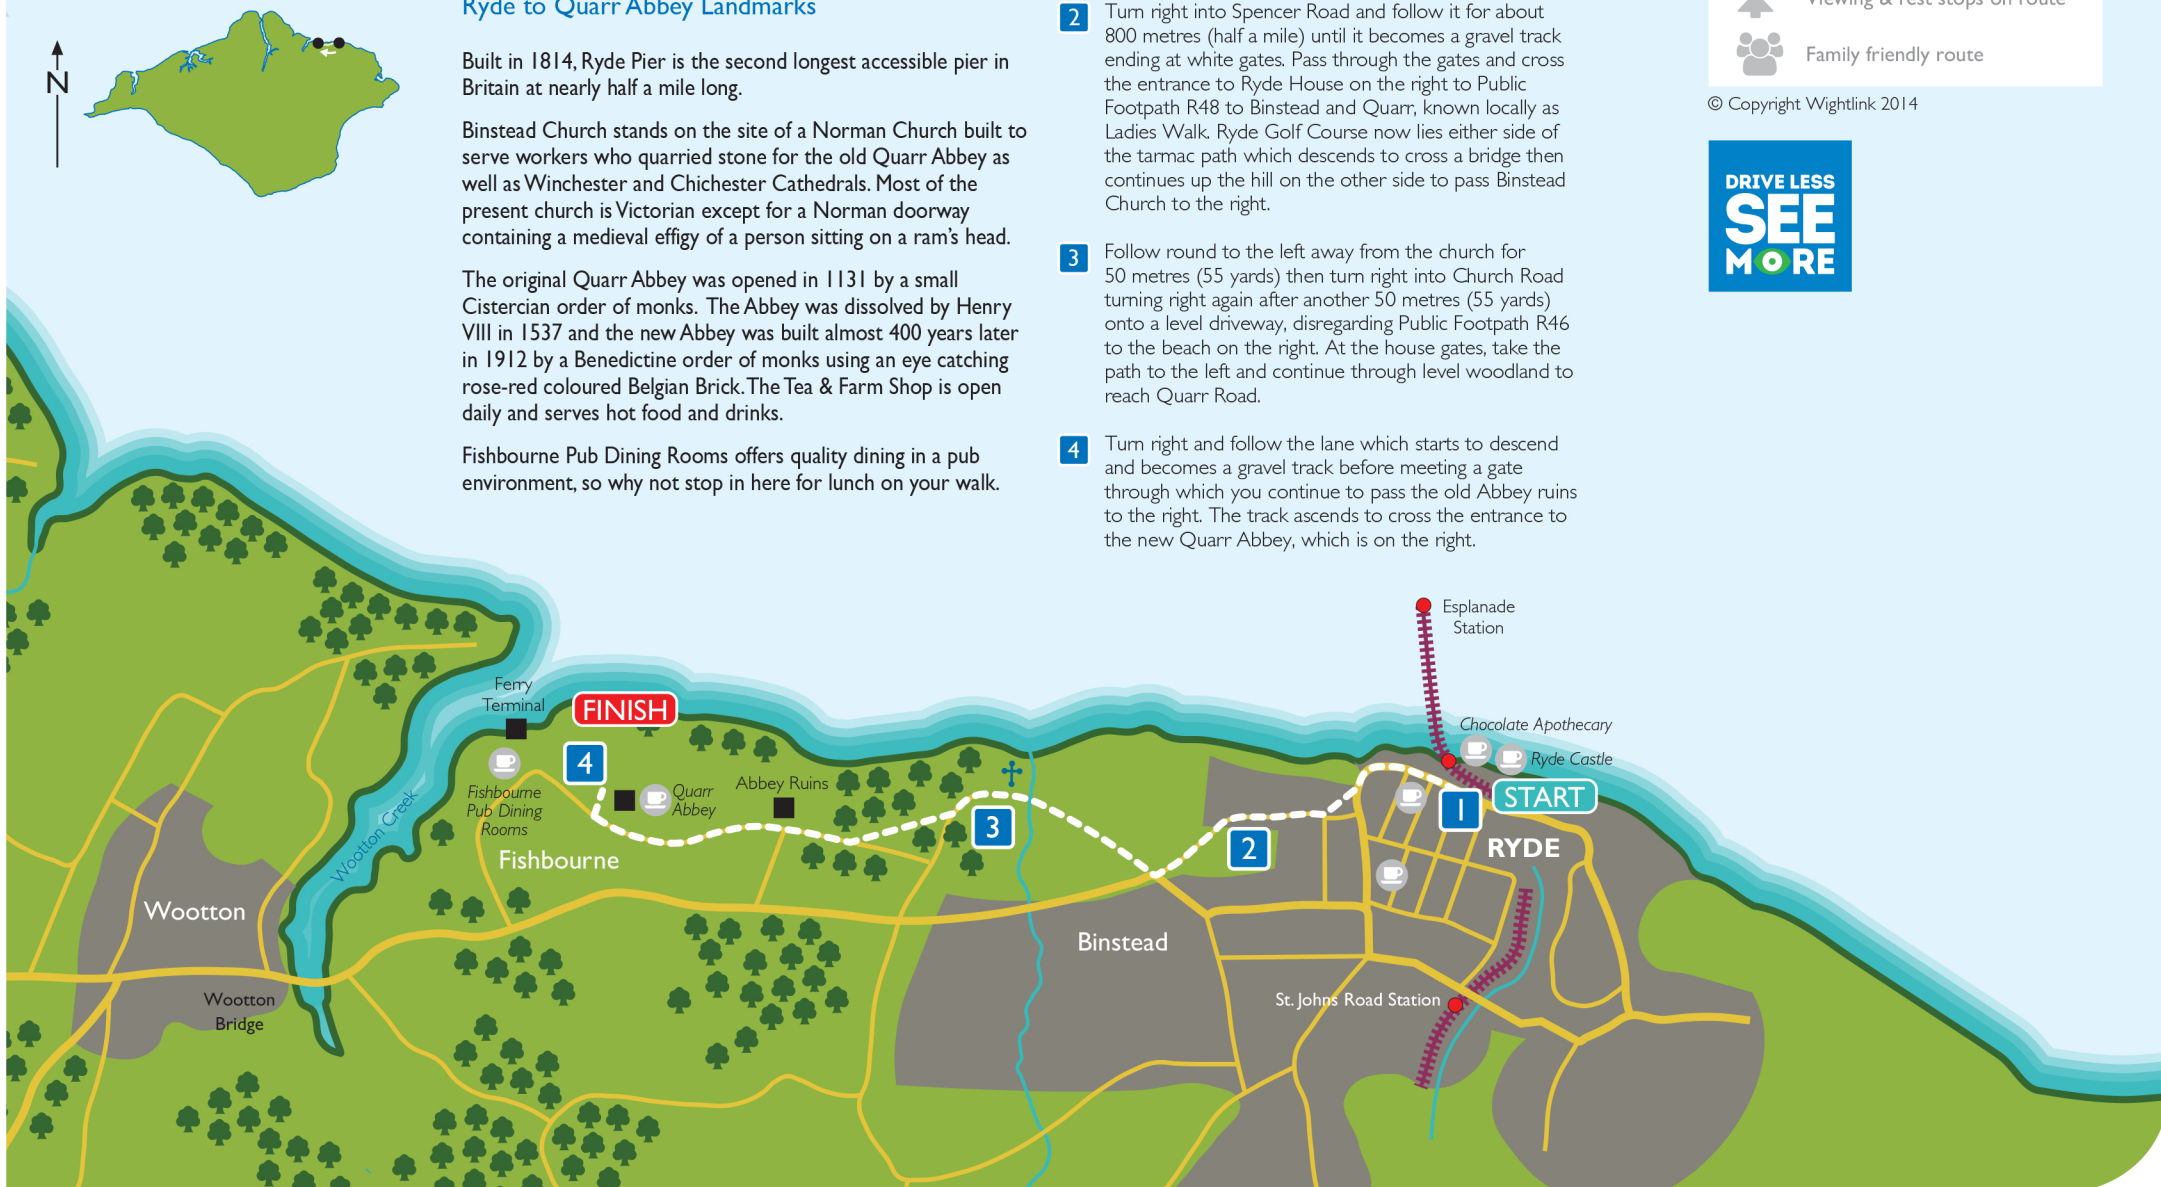 Ryde to Quarr Abbey Landmarks
Built in 1814, Ryde Pier is the second longest accessible pier in
Britain at nearly half a mile long.
Binstead Church stands on the site of a Norman Church built to
serve workers who quarried stone for the old Quarr Abbey as
well as Winchester and Chichester Cathedrals. Most of the
present church is Victorian except for a Norman doorway
containing a medieval effigy of a person sitting on a ram's head.
The original Quarr Abbey was opened in 1131 by a small
Cistercian order of monks. The Abbey was dissolved by Henry
VIII in 1537 and the new Abbey was built almost 400 years later
in 1912 by a Benedictine order of monks using an eye catching
rose-red coloured Belgian Brick. The Tea & Farm Shop is open
daily and serves hot food and drinks.
Fishbourne Pub Dining Rooms offers quality dining in a pub
environment, so why not stop in here for lunch on your walk.
2 Turn right into Spencer Road and follow it for about
800 metres (half a mile) until it becomes a gravel track
ending at white gates. Pass through the gates and cross
the entrance to Ryde House on the right to Public
Footpath R48 to Binstead and Quarr, known locally as
Ladies Walk. Ryde Golf Course now lies either side of
the tarmac path which descends to cross a bridge then
continues up the hill on the other side to pass Binstead
Church to the right.
3 Follow round to the left away from the church for
50 metres (55 yards) then turn right into Church Road
turning right again after another 50 metres (55 yards)
onto a level driveway, disregarding Public Footpath R46
to the beach on the right. At the house gates, take the
path to the left and continue through level woodland to
reach Quarr Road.
4 Turn right and follow the lane which starts to descend
and becomes a gravel track before meeting a gate
through which you continue to pass the old Abbey ruins
to the right. The track ascends to cross the entrance to
the new Quarr Abbey, which is on the right.
Viewing & rest stops on route
Family friendly route
© Copyright Wightlink 2014
DRIVE LESS
SEE
MORE
N
Esplanade
Station
Ferry
Terminal
FINISH
Chocolate Apothecary
Ryde Castle
4
Fishbourne
Pub Dining
Rooms
Quarr
Abbey
Abbey Ruins
START
1
3
2
RYDE
Wootton Creek
Fishbourne
Wootton
Binstead
Wootton
Bridge
St. Johns Road Station